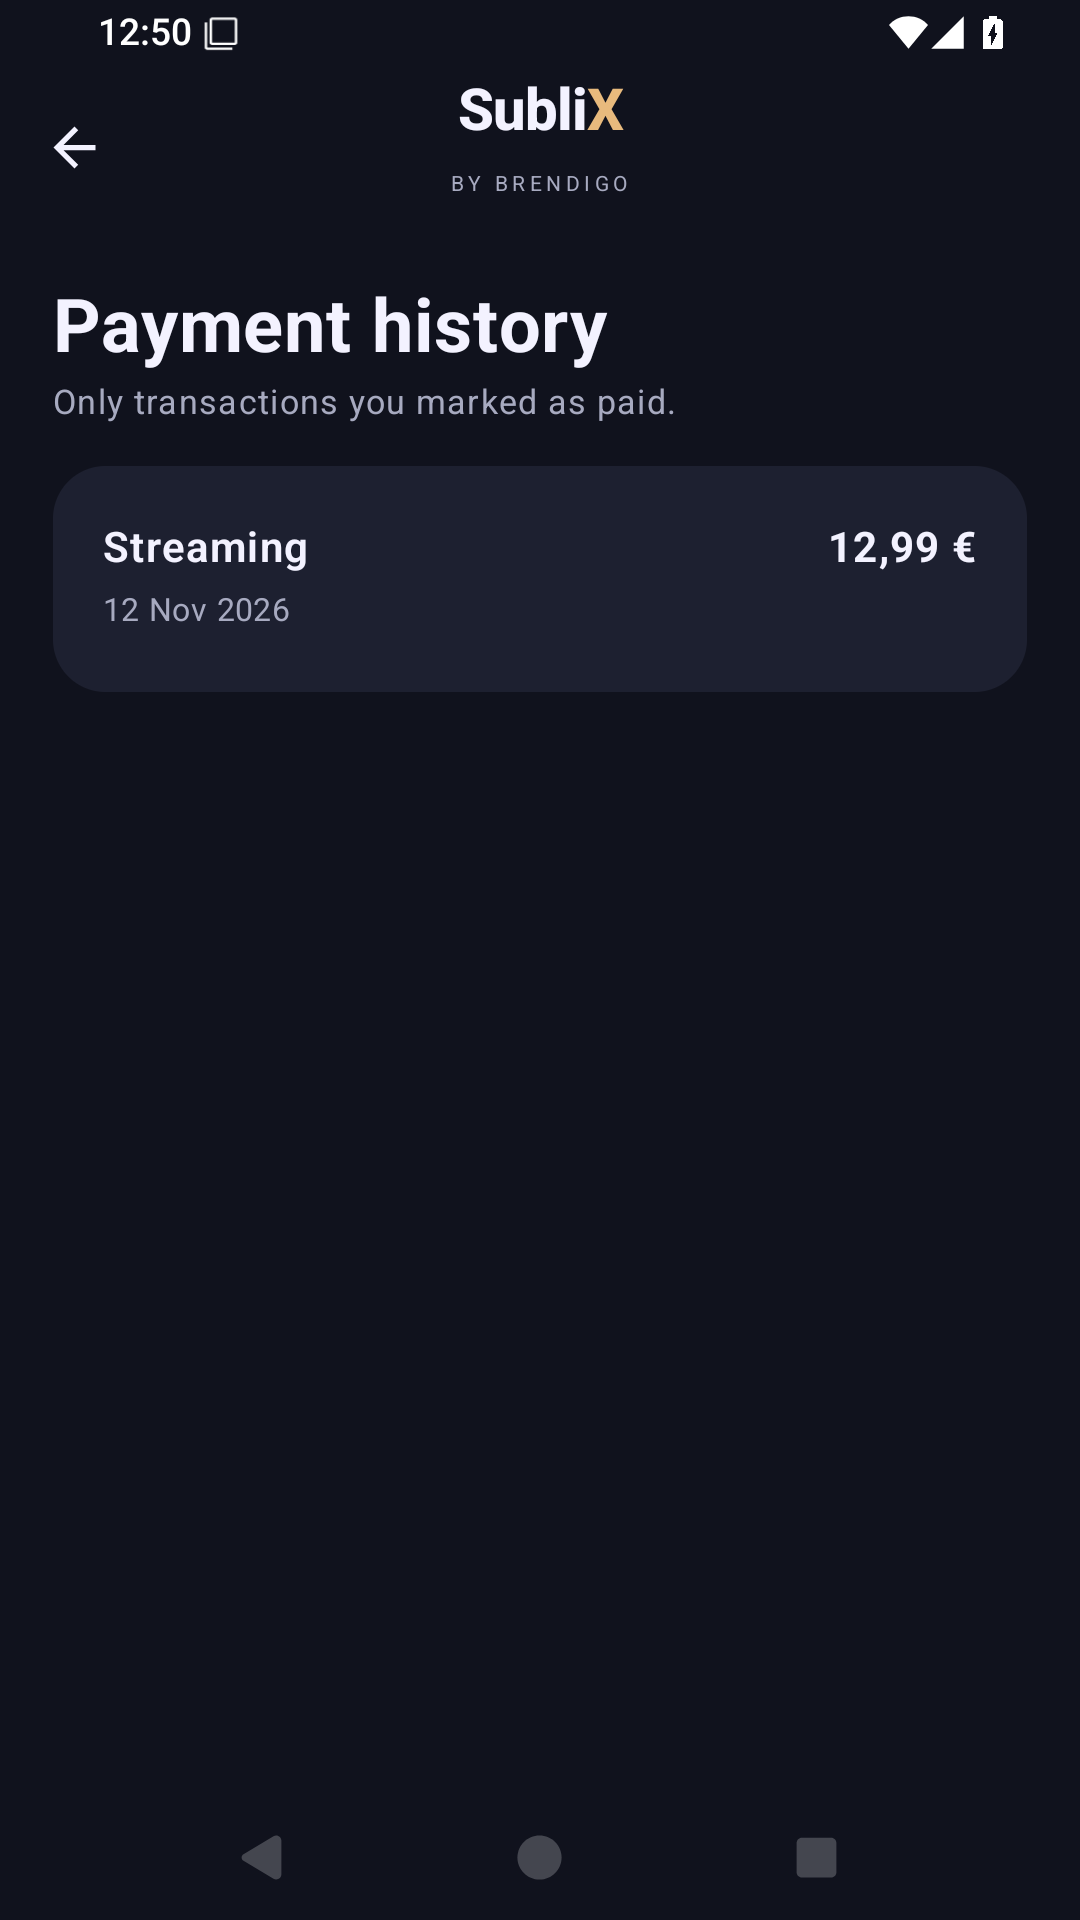 12:50
SubliX
BY BRENDIGO
Payment history
Only transactions you marked as paid.
Streaming 12,99 €
12 Nov 2026